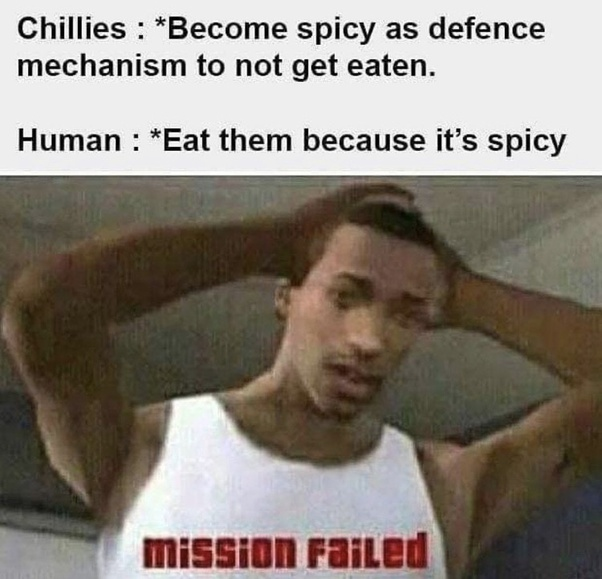 Chillies : *Become spicy as defence
mechanism to not get eaten.
Human : *Eat them because it's spicy
mission failed